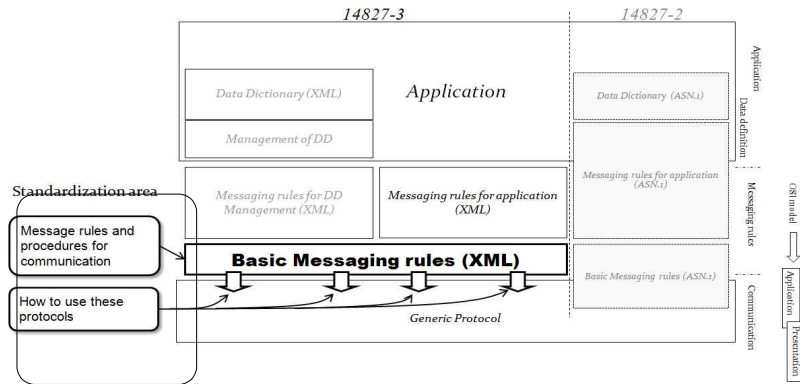 14827-3
14827-2
Data Dictionary (XML)
Application
Data Dictionary (ASN.1)
Management of DD
Application
Data definition
Standardization area
Messaging rules for DD
Management (XML)
Messaging rules for application
(XML)
Messaging rules for application
(ASN.1)
Messaging rules
OSI model
Message rules and
procedures for
communication
Basic Messaging rules (XML)
Basic Messaging rules (ASN.1)
How to use these
protocols
Generic Protocol
Communication
Application
Presentation